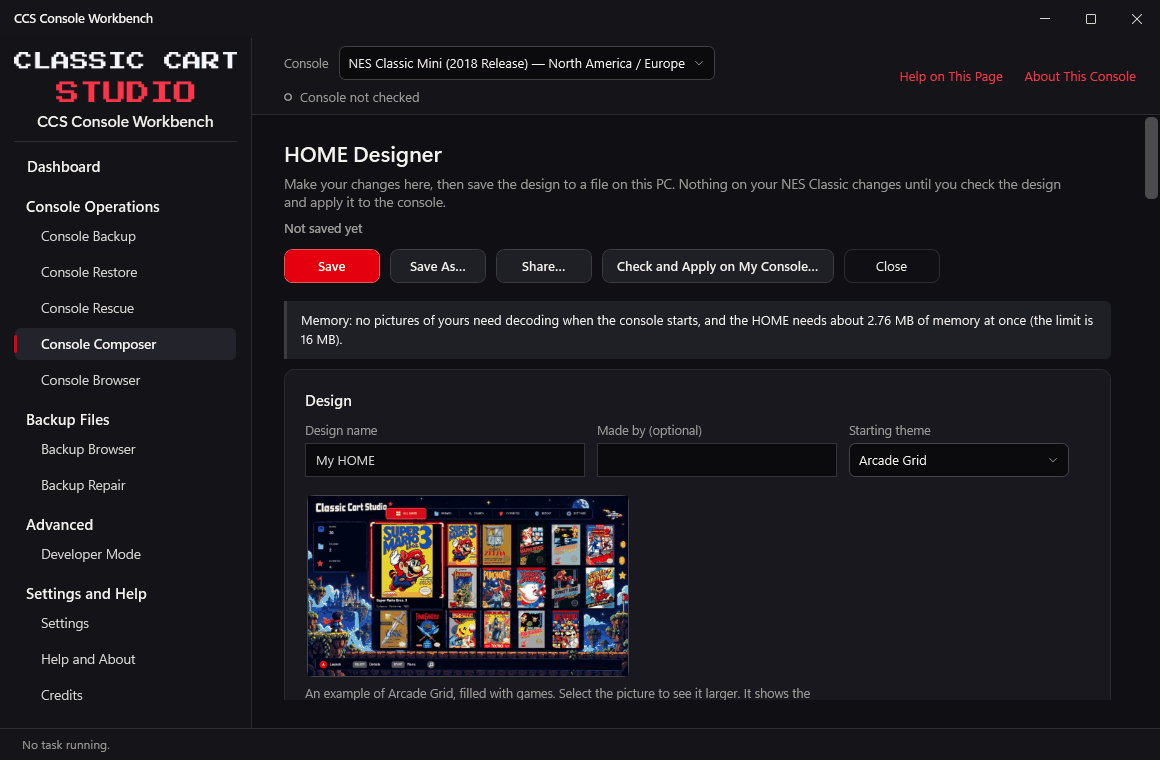 CCS Console Workbench
CLASSIC CART
STUDIO
CCS Console Workbench
Dashboard
Console Operations
Console Backup
Console Restore
Console Rescue
Console Composer
Console Browser
Backup Files
Backup Browser
Backup Repair
Advanced
Developer Mode
Settings and Help
Settings
Help and About
Credits
Console
NES Classic Mini (2018 Release) — North America / Europe
Console not checked
Help on This Page
About This Console
HOME Designer
Make your changes here, then save the design to a file on this PC. Nothing on your NES Classic changes until you check the design
and apply it to the console.
Not saved yet
Save
Save As...
Share...
Check and Apply on My Console...
Close
Memory: no pictures of yours need decoding when the console starts, and the HOME needs about 2.76 MB of memory at once (the limit is
16 MB).
Design
Design name
Made by (optional)
Starting theme
My HOME
Arcade Grid
Classic Cart Studio
SUPER
MARIO
BROS.
3
An example of Arcade Grid, filled with games. Select the picture to see it larger. It shows the
No task running.